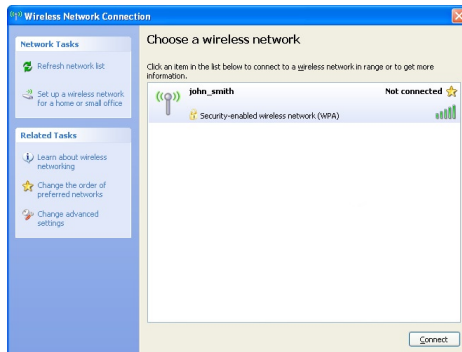 Wireless Network Connection
Network Tasks
Refresh network list
Set up a wireless network
for a home or small office
Related Tasks
Learn about wireless
networking
Change the order of
preferred networks
Change advanced
settings
Choose a wireless network
Click an item in the list below to connect to a wireless network in range or to get more
information.
john_smith
Not connected
Security-enabled wireless network (WPA)
Connect